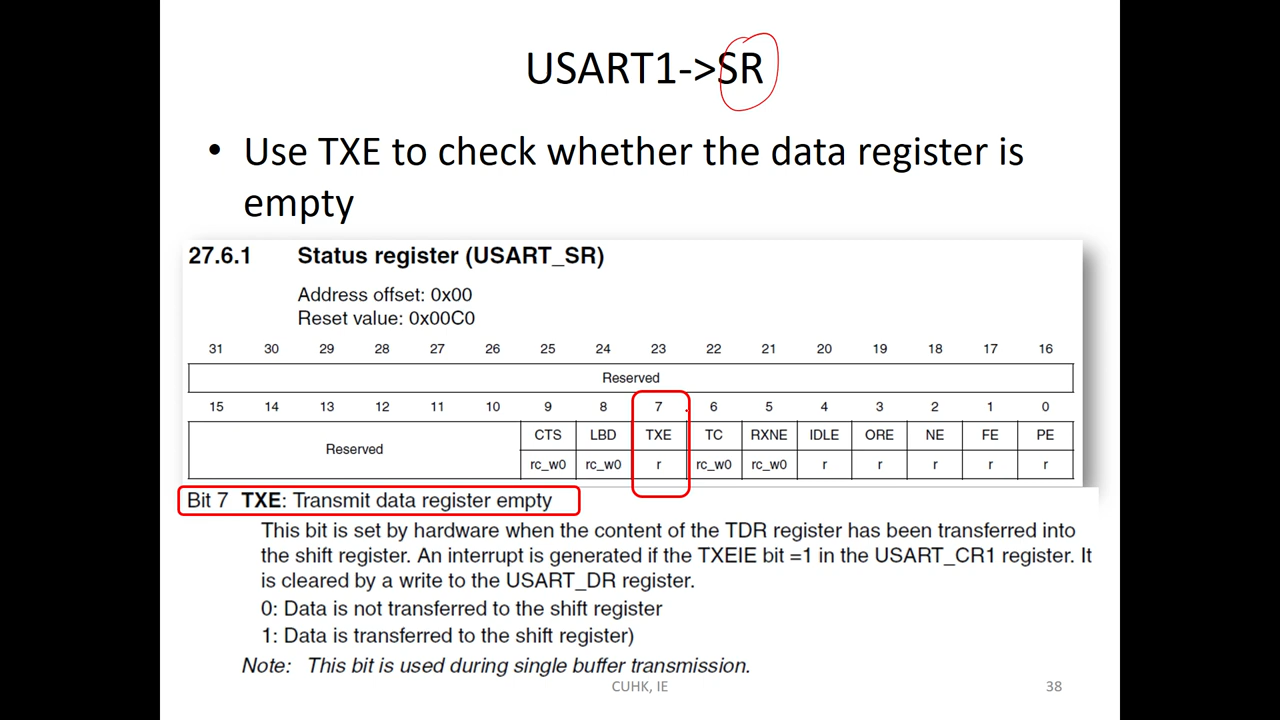 USART1->SR
• Use TXE to check whether the data register is
empty
27.6.1 Status register (USART_SR)
Address offset: 0x00
Reset value: 0x00C0
31 30 29 28 27 26 25 24 23 22 21 20 19 18 17 16
Reserved
15 14 13 12 11 10 9 8 7 6 5 4 3 2 1 0
Reserved CTS LBD TXE TC RXNE IDLE ORE NE FE PE
rc_w0 rc_w0 r rc_w0 rc_w0 r r r r r
Bit 7 TXE: Transmit data register empty
This bit is set by hardware when the content of the TDR register has been transferred into
the shift register. An interrupt is generated if the TXEIE bit =1 in the USART_CR1 register. It
is cleared by a write to the USART_DR register.
0: Data is not transferred to the shift register
1: Data is transferred to the shift register)
Note: This bit is used during single buffer transmission.
CUHK, IE 38